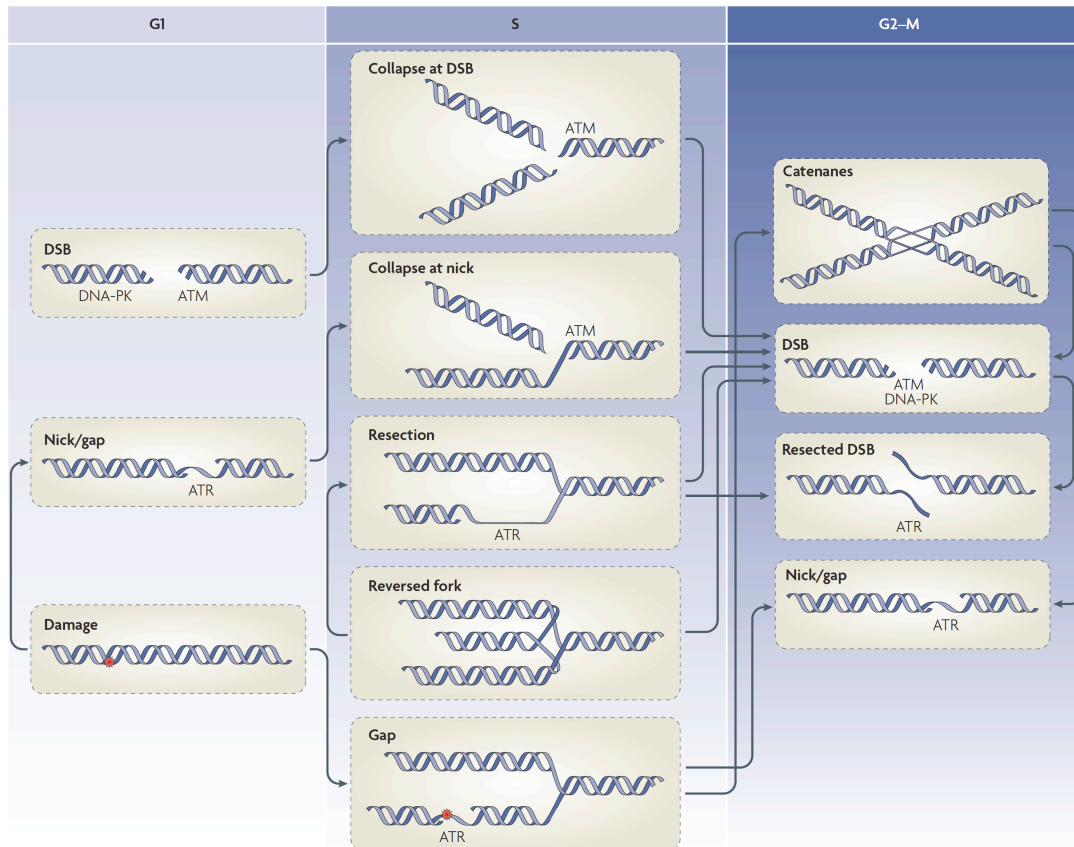 G1
S
G2–M
DSB
DNA-PK
ATM
Nick/gap
ATR
Damage
Collapse at DSB
ATM
Collapse at nick
ATM
Resection
ATR
Reversed fork
Gap
ATR
Catenanes
DSB
ATM
DNA-PK
Resected DSB
ATR
Nick/gap
ATR